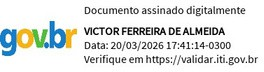 Documento assinado digitalmente
gov.br
VICTOR FERREIRA DE ALMEIDA
Data: 20/03/2026 17:41:14-0300
Verifique em https://validar.iti.gov.br